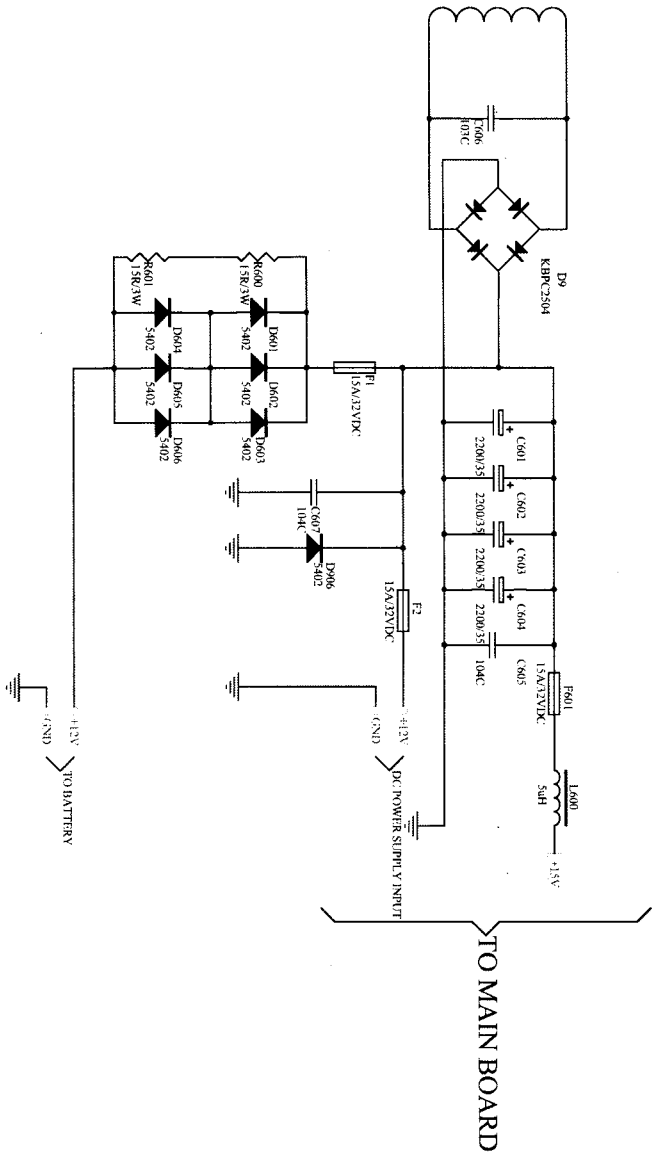 C606
103C
D9
KBPC2504
R601
15R/3W
R600
15R/3W
D604
5402
D601
5402
D605
5402
D602
5402
D606
5402
D603
5402
F1
15A/32VDC
C601
2200/35
C602
2200/35
C603
2200/35
C604
2200/35
C605
104C
C607
104C
D906
5402
F2
15A/32VDC
F601
15A/32VDC
L600
5uH
+15V
+12V
GND
DC POWER SUPPLY INPUT
+12V
GND
TO BATTERY
TO MAIN BOARD
+
+
+
+